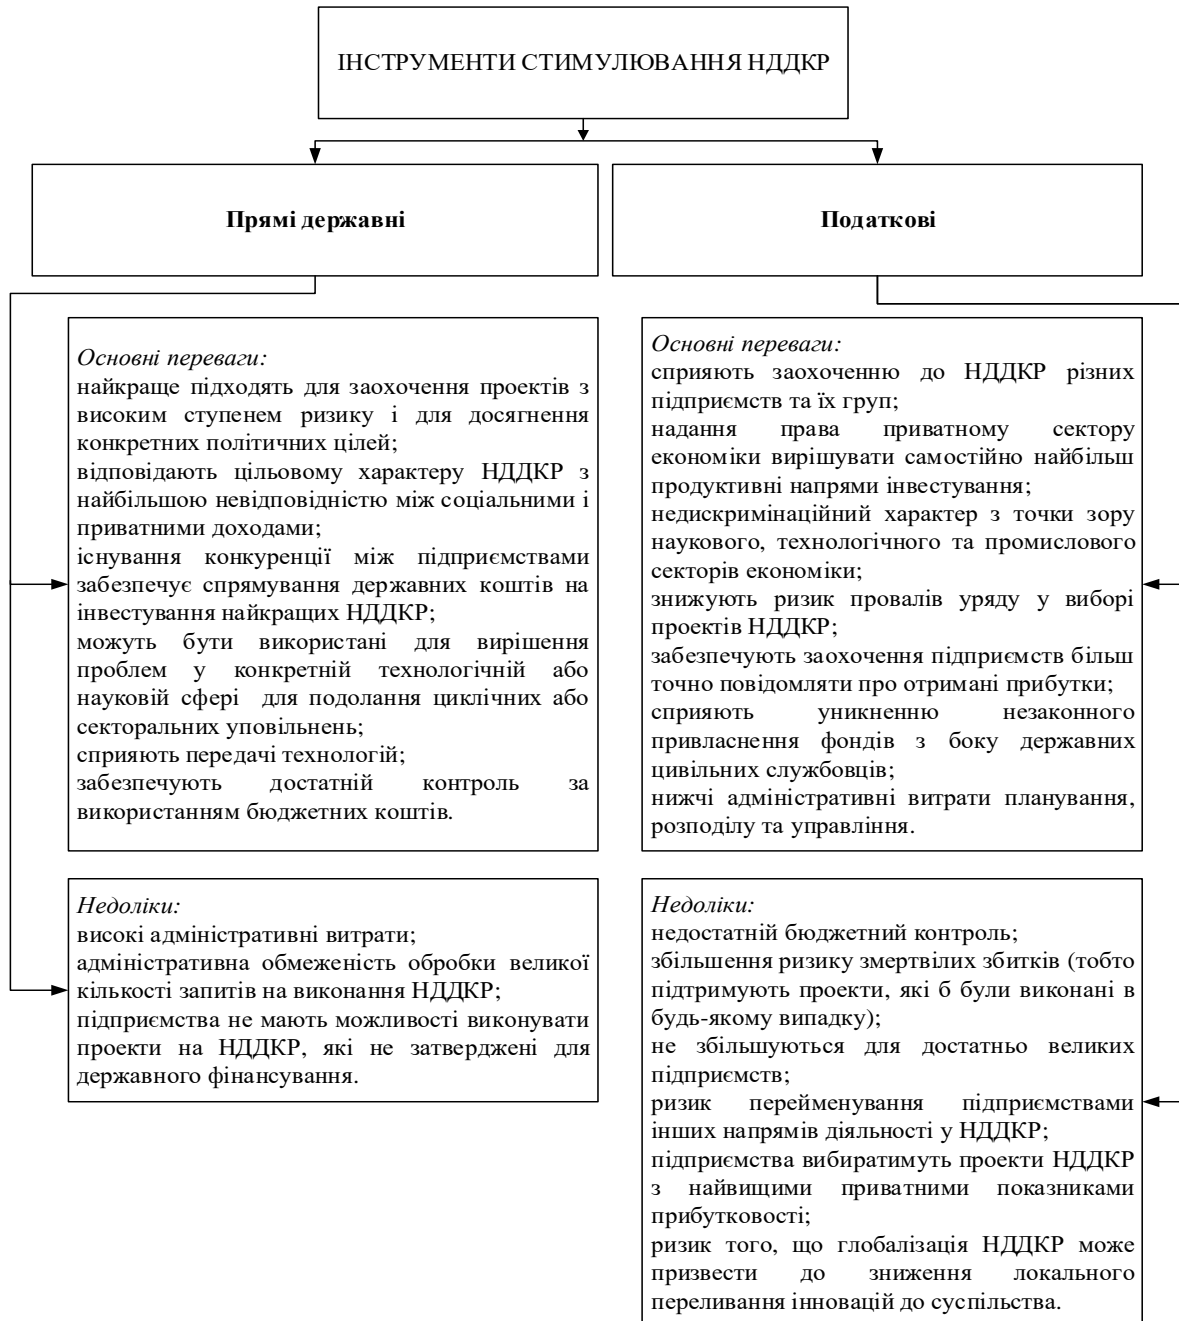 ІНСТРУМЕНТИ СТИМУЛЮВАННЯ НДДКР
Прямі державні
Податкові
Основні переваги:
найкраще підходять для заохочення проектів з
високим ступенем ризику і для досягнення
конкретних політичних цілей;
відповідають цільовому характеру НДДКР з
найбільшою невідповідністю між соціальними і
приватними доходами;
існування конкуренції між підприємствами
забезпечує спрямування державних коштів на
інвестування найкращих НДДКР;
можуть бути використані для вирішення
проблем у конкретній технологічній або
науковій сфері для подолання циклічних або
секторальних уповільнень;
сприяють передачі технологій;
забезпечують достатній контроль за
використанням бюджетних коштів.
Основні переваги:
сприяють заохоченню до НДДКР різних
підприємств та їх груп;
надання права приватному сектору
економіки вирішувати самостійно найбільш
продуктивні напрями інвестування;
недискримінаційний характер з точки зору
наукового, технологічного та промислового
секторів економіки;
знижують ризик провалів уряду у виборі
проектів НДДКР;
забезпечують заохочення підприємств більш
точно повідомляти про отримані прибутки;
сприяють уникненню незаконного
привласнення фондів з боку державних
цивільних службовців;
нижчі адміністративні витрати планування,
розподілу та управління.
Недоліки:
високі адміністративні витрати;
адміністративна обмеженість обробки великої
кількості запитів на виконання НДДКР;
підприємства не мають можливості виконувати
проекти на НДДКР, які не затверджені для
державного фінансування.
Недоліки:
недостатній бюджетний контроль;
збільшення ризику змертвілих збитків (тобто
підтримують проекти, які б були виконані в
будь-якому випадку);
не збільшуються для достатньо великих
підприємств;
ризик перейменування підприємствами
інших напрямів діяльності у НДДКР;
підприємства вибиратимуть проекти НДДКР
з найвищими приватними показниками
прибутковості;
ризик того, що глобалізація НДДКР може
призвести до зниження локального
переливання інновацій до суспільства.